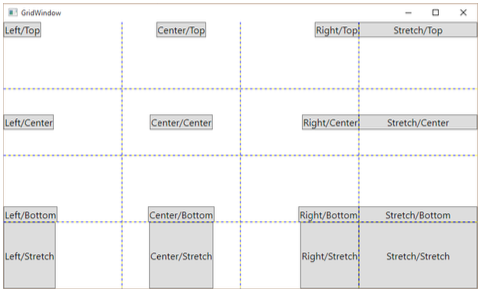 GridWindow
Left/Top Center/Top Right/Top Stretch/Top
Left/Center Center/Center Right/Center Stretch/Center
Left/Bottom Center/Bottom Right/Bottom Stretch/Bottom
Left/Stretch Center/Stretch Right/Stretch Stretch/Stretch